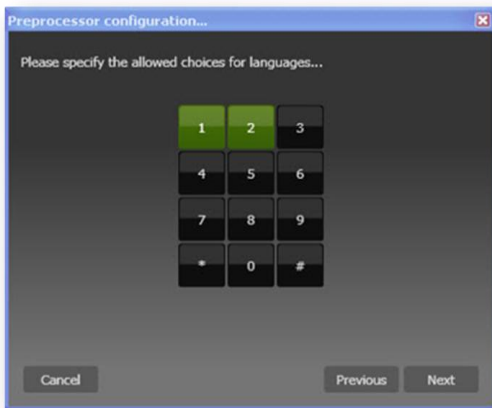 Preprocessor configuration...
Please specify the allowed choices for languages...
1 2 3
4 5 6
7 8 9
* 0 #
Cancel Previous Next